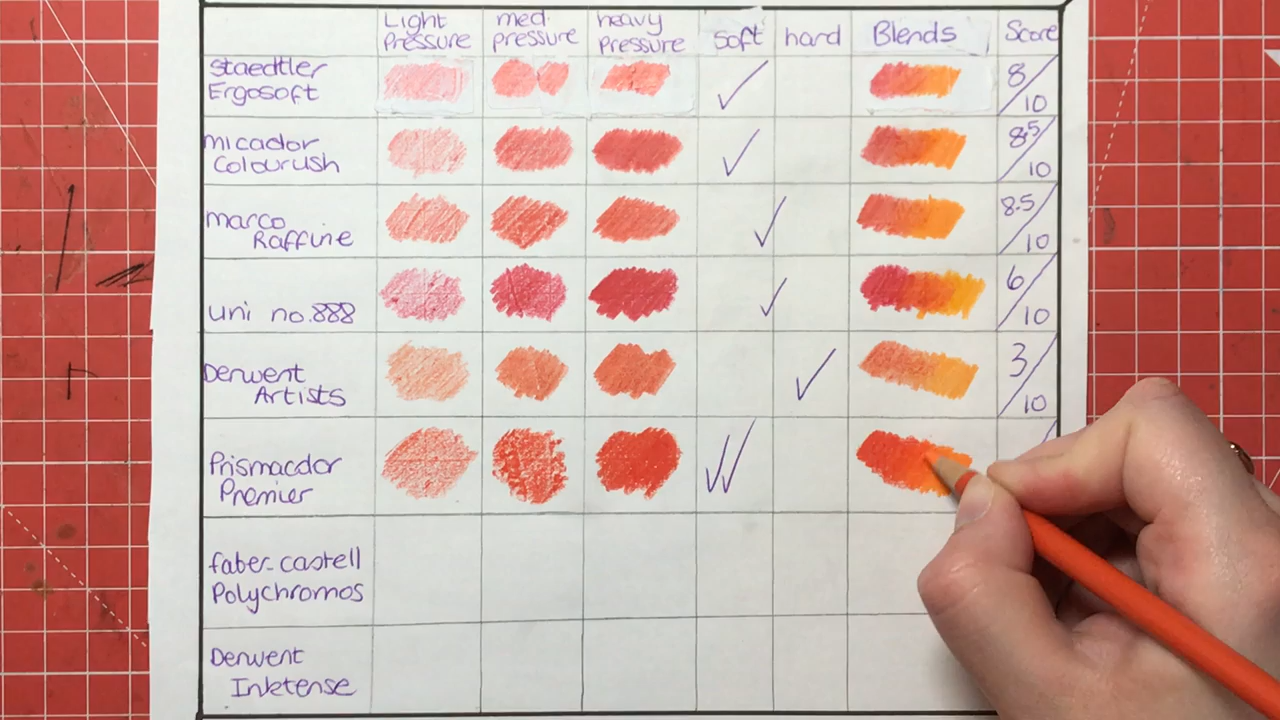 Light med. heavy
Pressure pressure Pressure soft hard Blends Score
Staedtler
Ergosoft 8/10
micador
Colourush 8.5/10
marco
Raffine 8.5/10
uni no.888 6/10
Derwent
Artists 3/10
Prismacolor
Premier
faber-castell
Polychromos
Derwent
Inktense